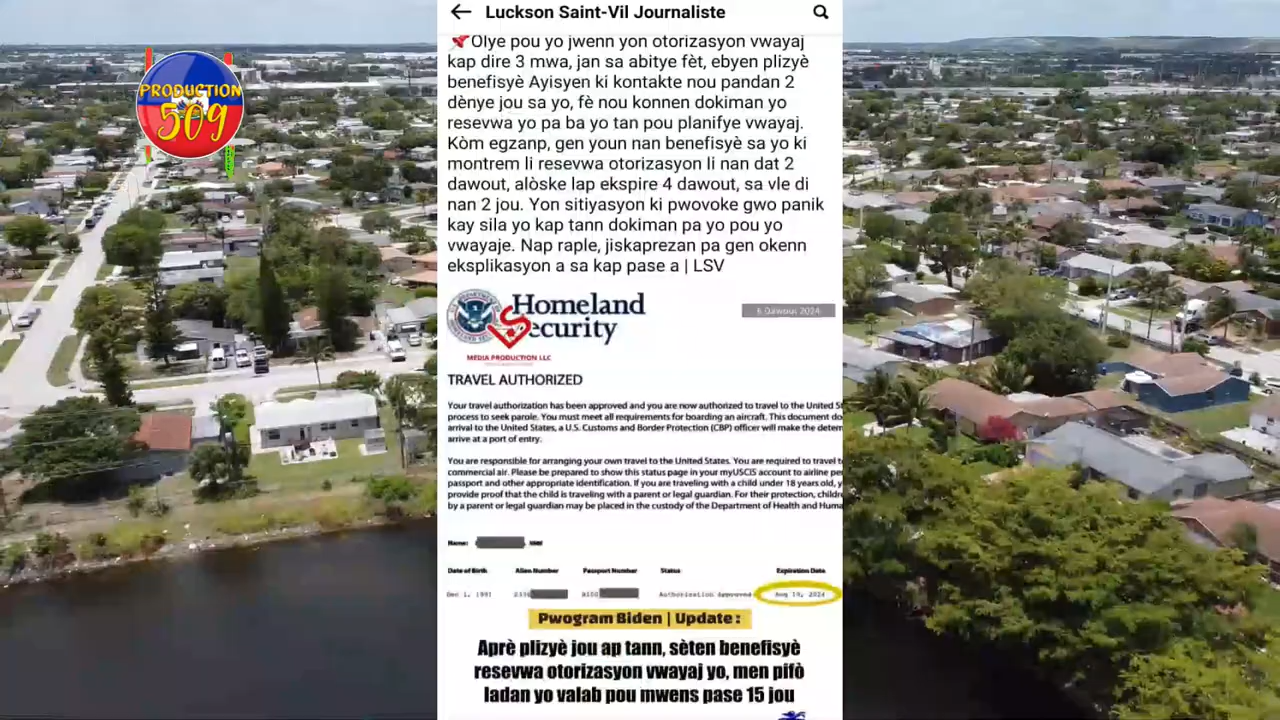 Luckson Saint-Vil Journaliste
PRODUCTION
509
📌Olye pou yo jwenn yon otorizasyon vwayaj
kap dire 3 mwa, jan sa abitye fèt, ebyen plizyè
benefisyè Ayisyen ki kontakte nou pandan 2
dènye jou sa yo, fè nou konnen dokiman yo
resevwa yo pa ba yo tan pou planifye vwayaj.
Kòm egzanp, gen youn nan benefisyè sa yo ki
montrem li resevwa otorizasyon li nan dat 2
dawout, alòske lap ekspire 4 dawout, sa vle di
nan 2 jou. Yon sitiyasyon ki pwovoke gwo panik
kay sila yo kap tann dokiman pa yo pou yo
vwayaje. Nap raple, jiskaprezan pa gen okenn
eksplikasyon a sa kap pase a | LSV
Homeland
Security
6 Dawout 2024
MEDIA PRODUCTION LLC
TRAVEL AUTHORIZED
Your travel authorization has been approved and you are now authorized to travel to the United St
process to seek parole. You must meet all requirements for boarding an aircraft. This document do
arrival to the United States, a U.S. Customs and Border Protection (CBP) officer will make the deten
arrive at a port of entry.
You are responsible for arranging your own travel to the United States. You are required to travel t
commercial air. Please be prepared to show this status page in your myUSCIS account to airline per
passport and other appropriate identification. If you are traveling with a child under 18 years old, y
provide proof that the child is traveling with a parent or legal guardian. For their protection, childre
by a parent or legal guardian may be placed in the custody of the Department of Health and Huma
Name:
Date of Birth Alien Number Passport Number Status Expiration Date
Dec 1, 1991 Authorization Approved Aug 19, 2024
Pwogram Biden | Update :
Aprè plizyè jou ap tann, sèten benefisyè
resevwa otorizasyon vwayaj yo, men pifò
ladan yo valab pou mwens pase 15 jou